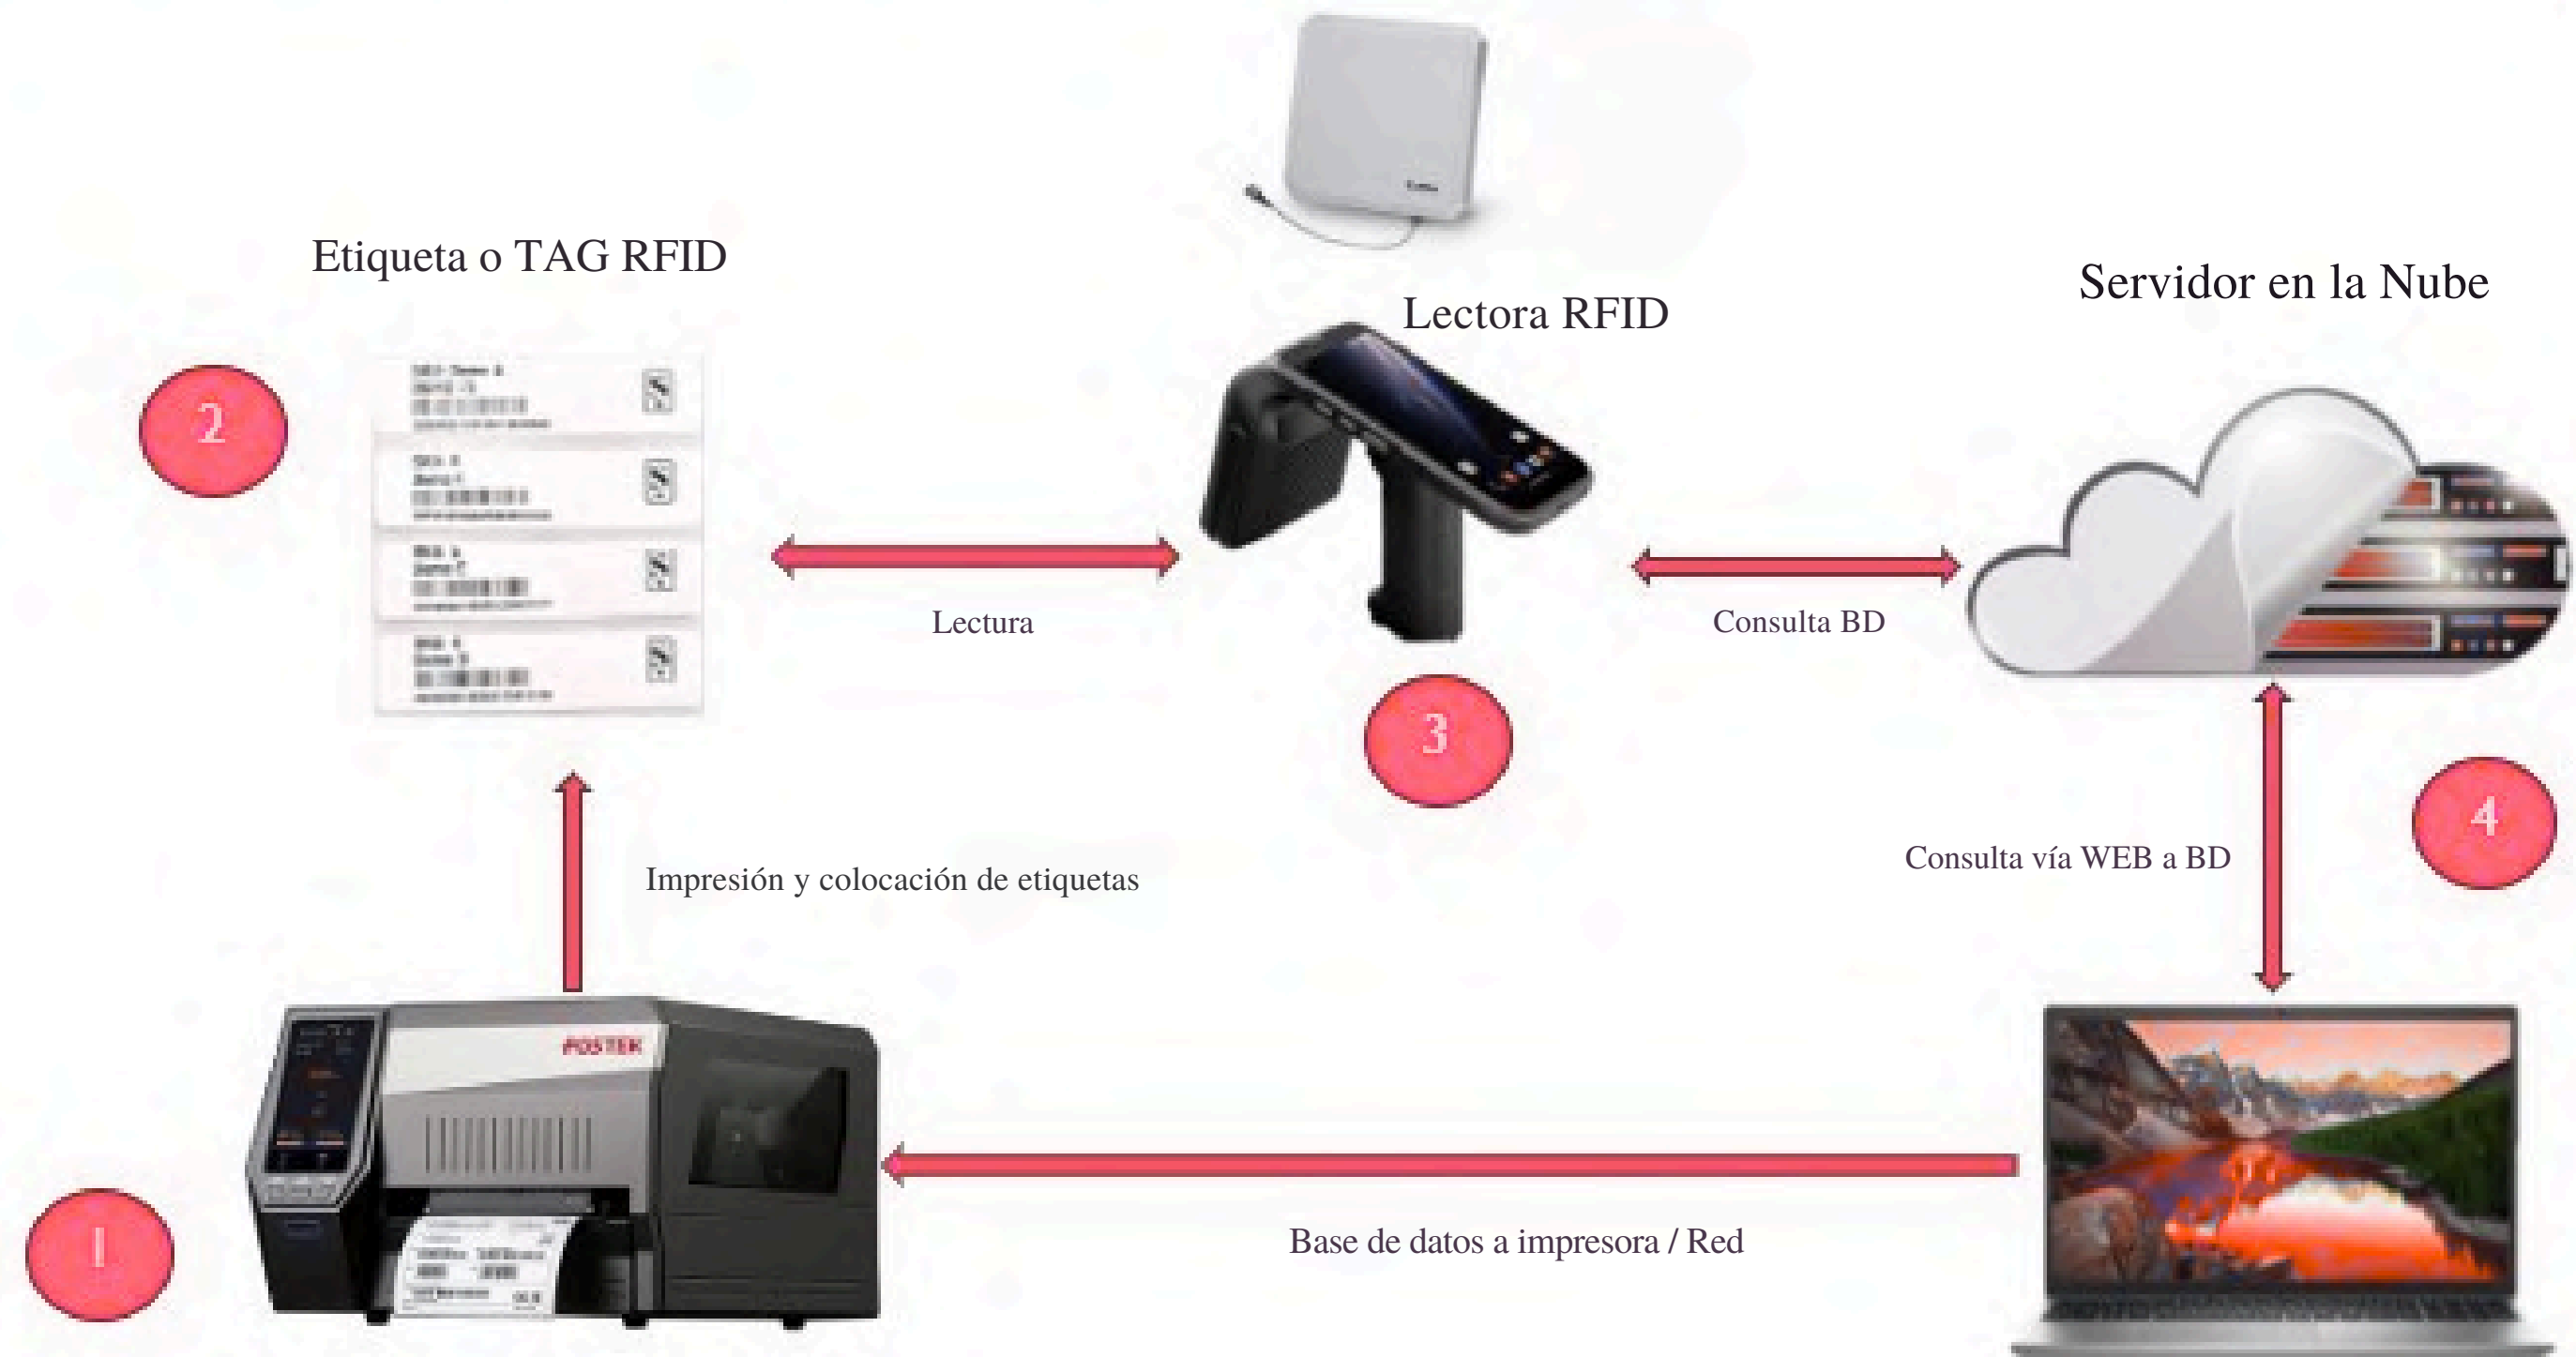 Etiqueta o TAG RFID
Lectora RFID
Servidor en la Nube
2
Lectura
Consulta BD
3
4
Consulta vía WEB a BD
Impresión y colocación de etiquetas
POSTEK
1
Base de datos a impresora / Red